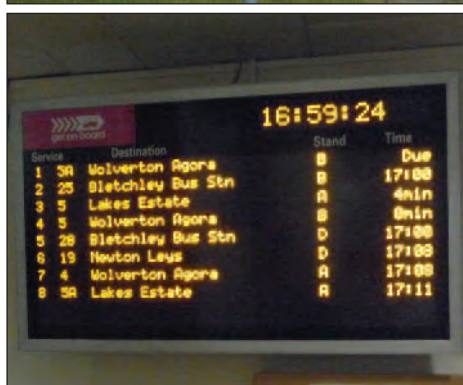 get on board
16:59:24
Service Destination Stand Time
1 5A Wolverton Agora B Due
2 25 Bletchley Bus Stn B 17:00
3 5 Lakes Estate A 4min
4 5 Wolverton Agora B 8min
5 28 Bletchley Bus Stn D 17:08
6 19 Newton Leys D
7 4 Wolverton Agora A 17:08
8 5A Lakes Estate A 17:11